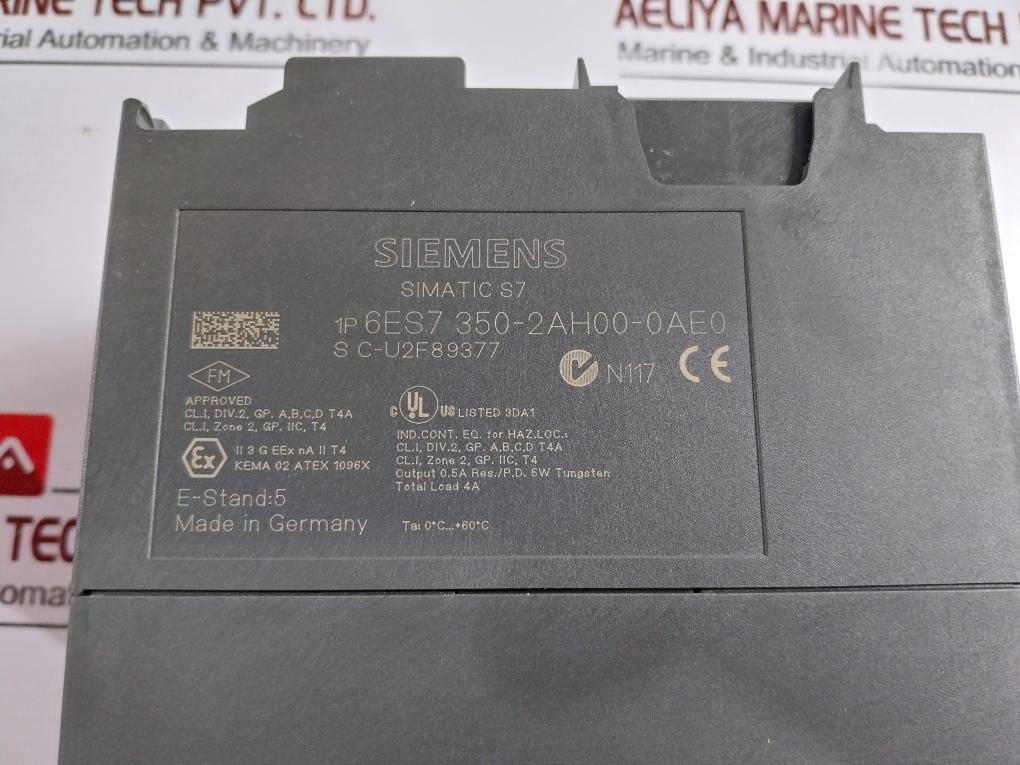 RINE TECH PVT. LTD.
rial Automation & Machinery
AELIYA MARINE TECH
Marine & Industrial Automation
SIEMENS
SIMATIC S7
1P 6ES7 350-2AH00-0AE0
S C-U2F89377
N117 CE
FM
APPROVED
CL.I, DIV.2, GP. A,B,C,D T4A
CL.I, Zone 2, GP. IIC, T4
Ex II 3 G EEx nA II T4
KEMA 02 ATEX 1096X
E-Stand:5
Made in Germany
C UL US LISTED 3DA1
IND.CONT. EQ. for HAZ.LOC.:
CL.I, DIV.2, GP. A,B,C,D T4A
CL.I, Zone 2, GP. IIC, T4
Output 0.5A Res./P.D. 5W Tungsten
Total Load 4A
Ta: 0°C...+60°C
A
TEC
utoma